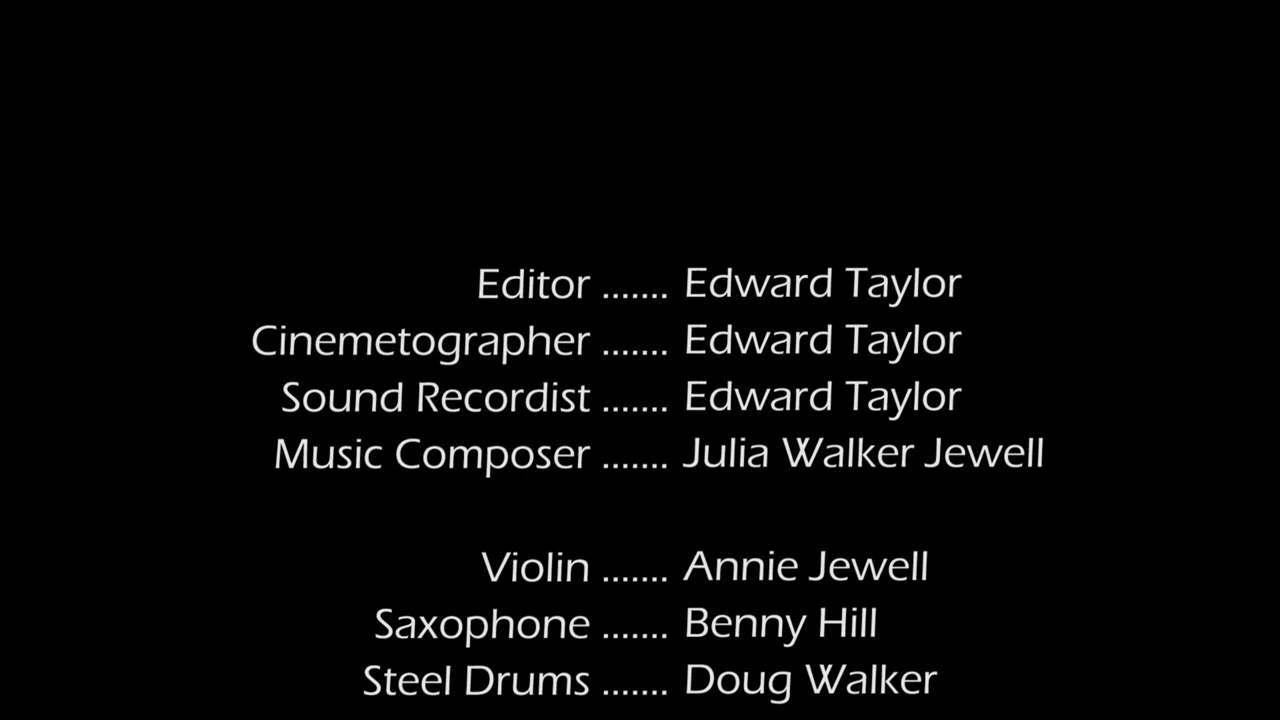 Editor ....... Edward Taylor
Cinemetographer ....... Edward Taylor
Sound Recordist ....... Edward Taylor
Music Composer ....... Julia Walker Jewell
Violin ....... Annie Jewell
Saxophone ....... Benny Hill
Steel Drums ....... Doug Walker